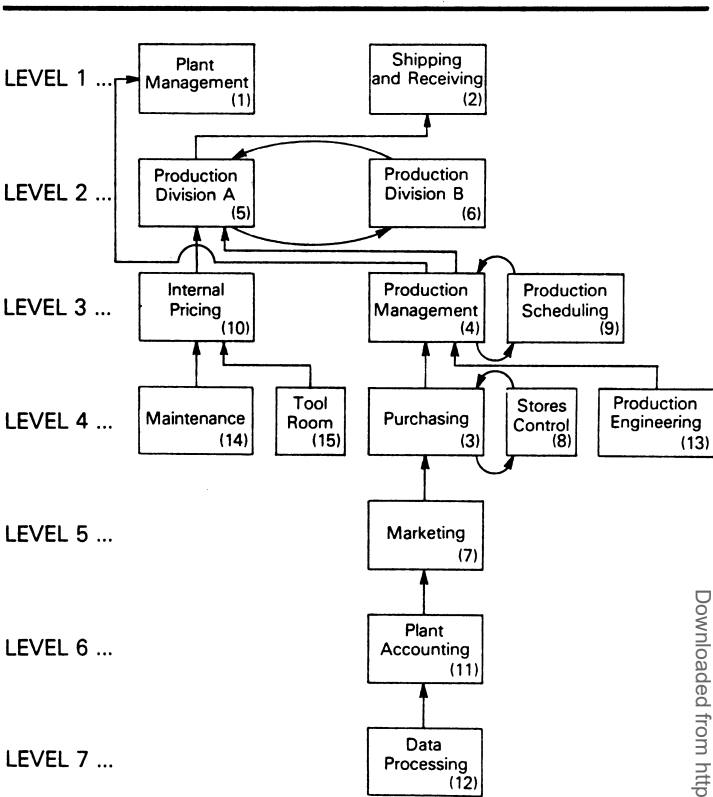 LEVEL 1 ...
Plant
Management
(1)
Shipping
and Receiving
(2)
LEVEL 2 ...
Production
Division A
(5)
Production
Division B
(6)
LEVEL 3 ...
Internal
Pricing
(10)
Production
Management
(4)
Production
Scheduling
(9)
LEVEL 4 ...
Maintenance
(14)
Tool
Room
(15)
Purchasing
(3)
Stores
Control
(8)
Production
Engineering
(13)
LEVEL 5 ...
Marketing
(7)
LEVEL 6 ...
Plant
Accounting
(11)
LEVEL 7 ...
Data
Processing
(12)
Downloaded from http